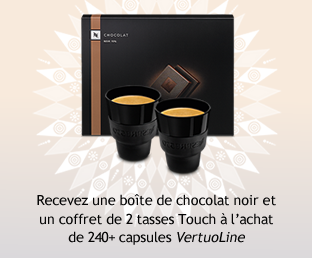 CHOCOLAT
Recevez une boîte de chocolat noir et
un coffret de 2 tasses Touch à l'achat
de 240+ capsules VertuoLine